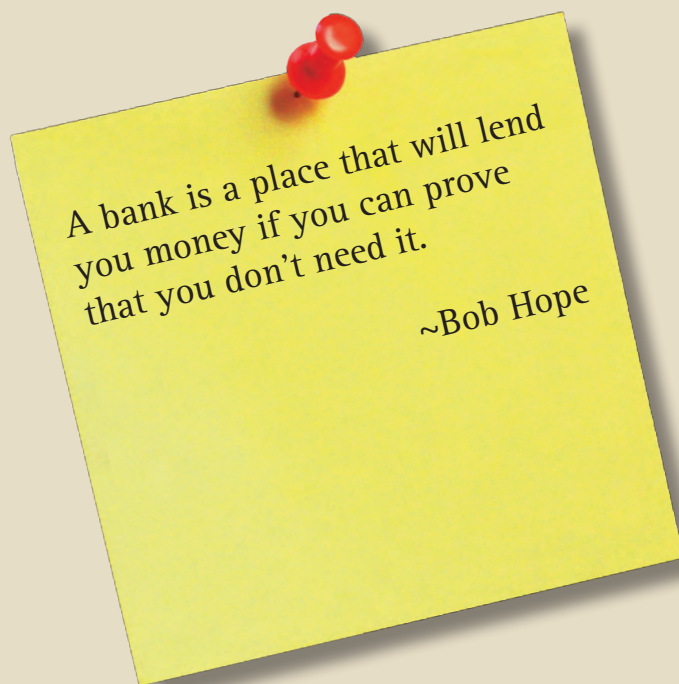 A bank is a place that will lend
you money if you can prove
that you don’t need it.
~Bob Hope